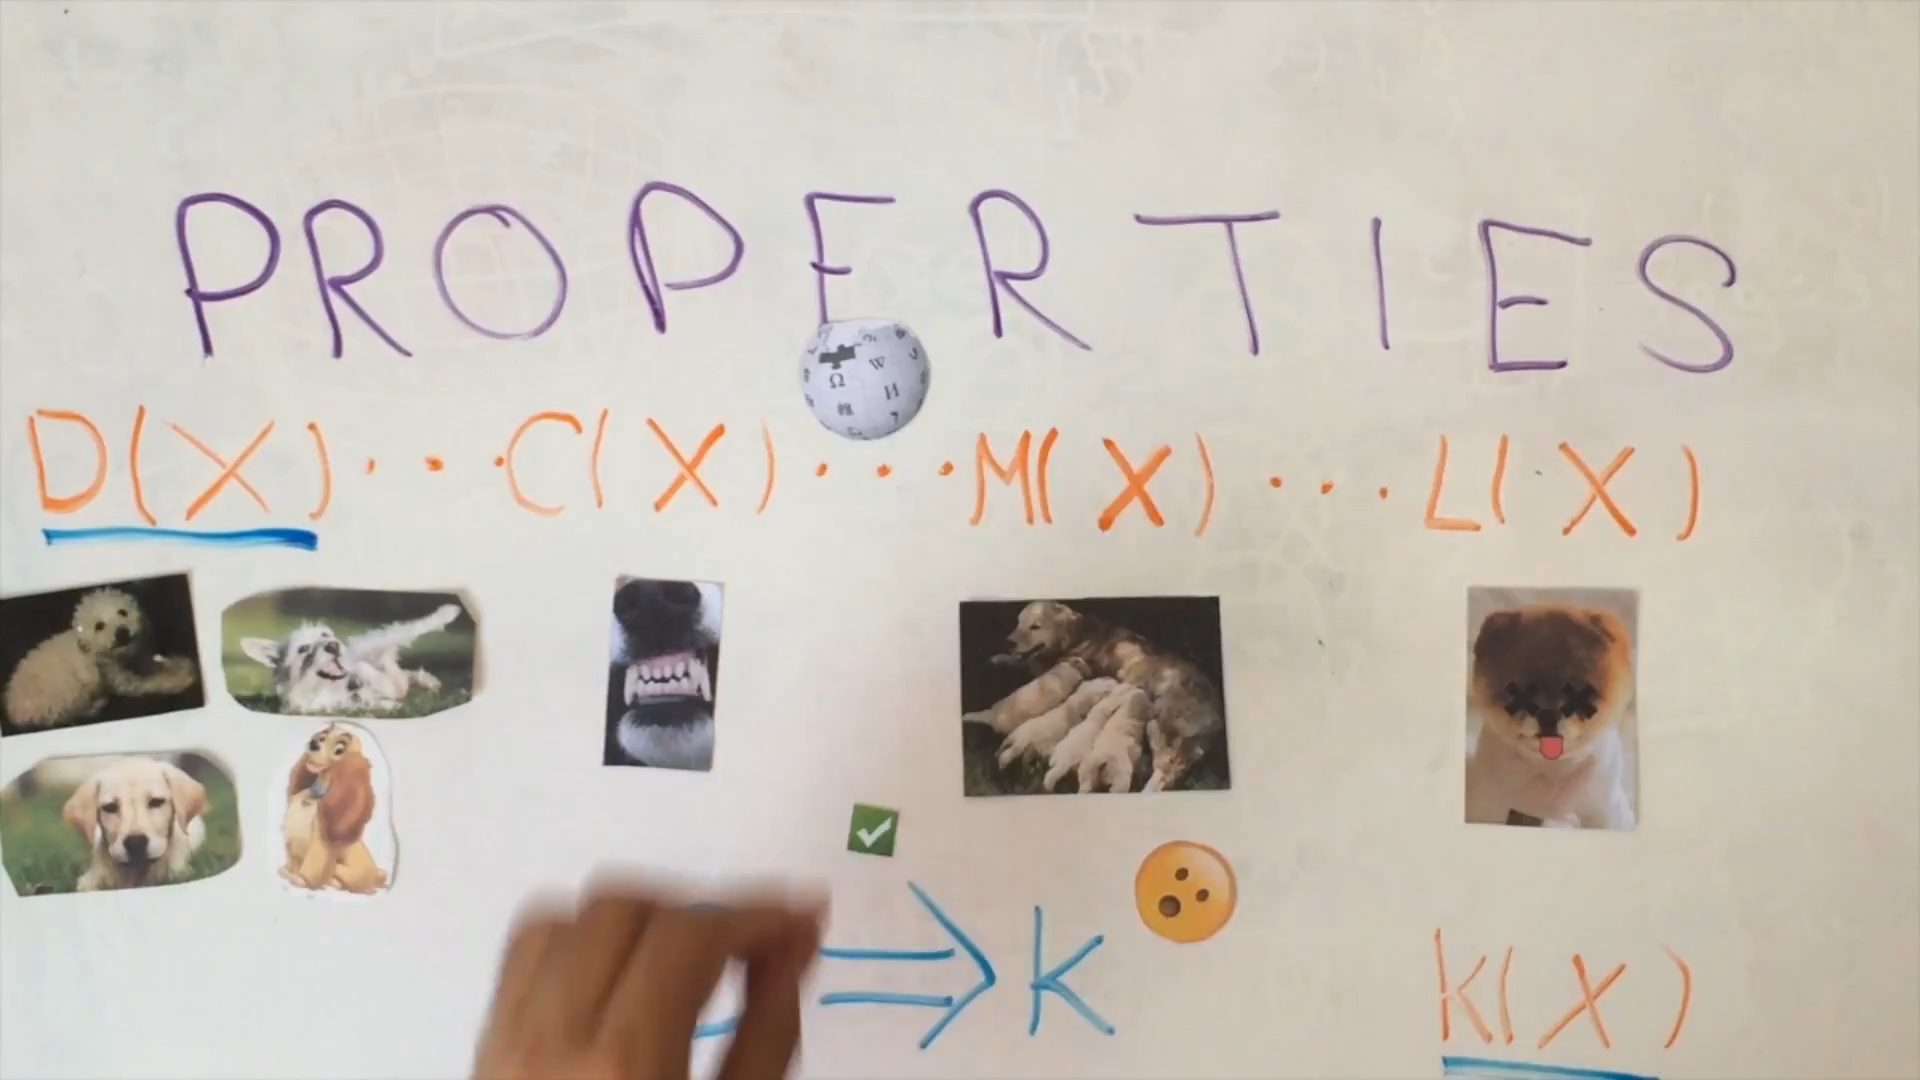 PROPERTIES
Ω W И
D(X)...C(X)...M(X)...L(X)
⇒ K
K(X)